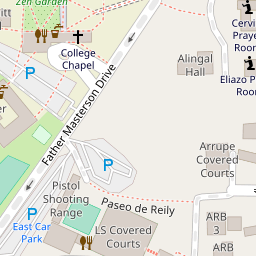 Zen Garden
College
Chapel
P
Father Masterson Drive
Alingal
Hall
Cervi
Praye
Room
Eliazo P
Room
Arrupe
Covered
Courts
P
Pistol
Shooting
Range
Paseo de Reily
P
East Car
Park
LS Covered
Courts
ARB
3
ARB